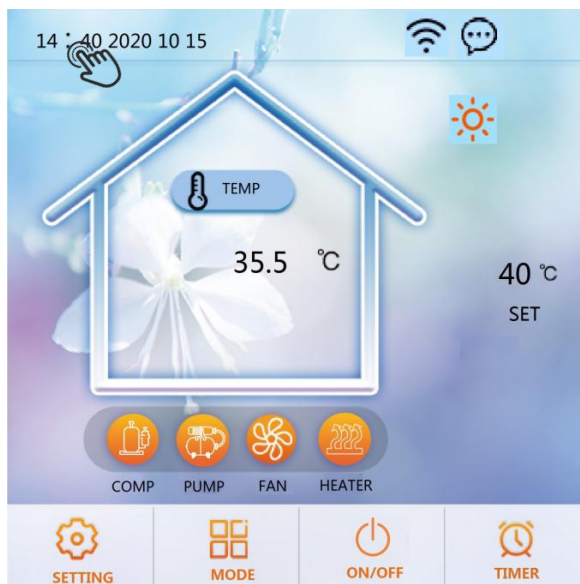 14:40 2020 10 15
TEMP
35.5 ℃
40 ℃
SET
COMP PUMP FAN HEATER
SETTING MODE ON/OFF TIMER